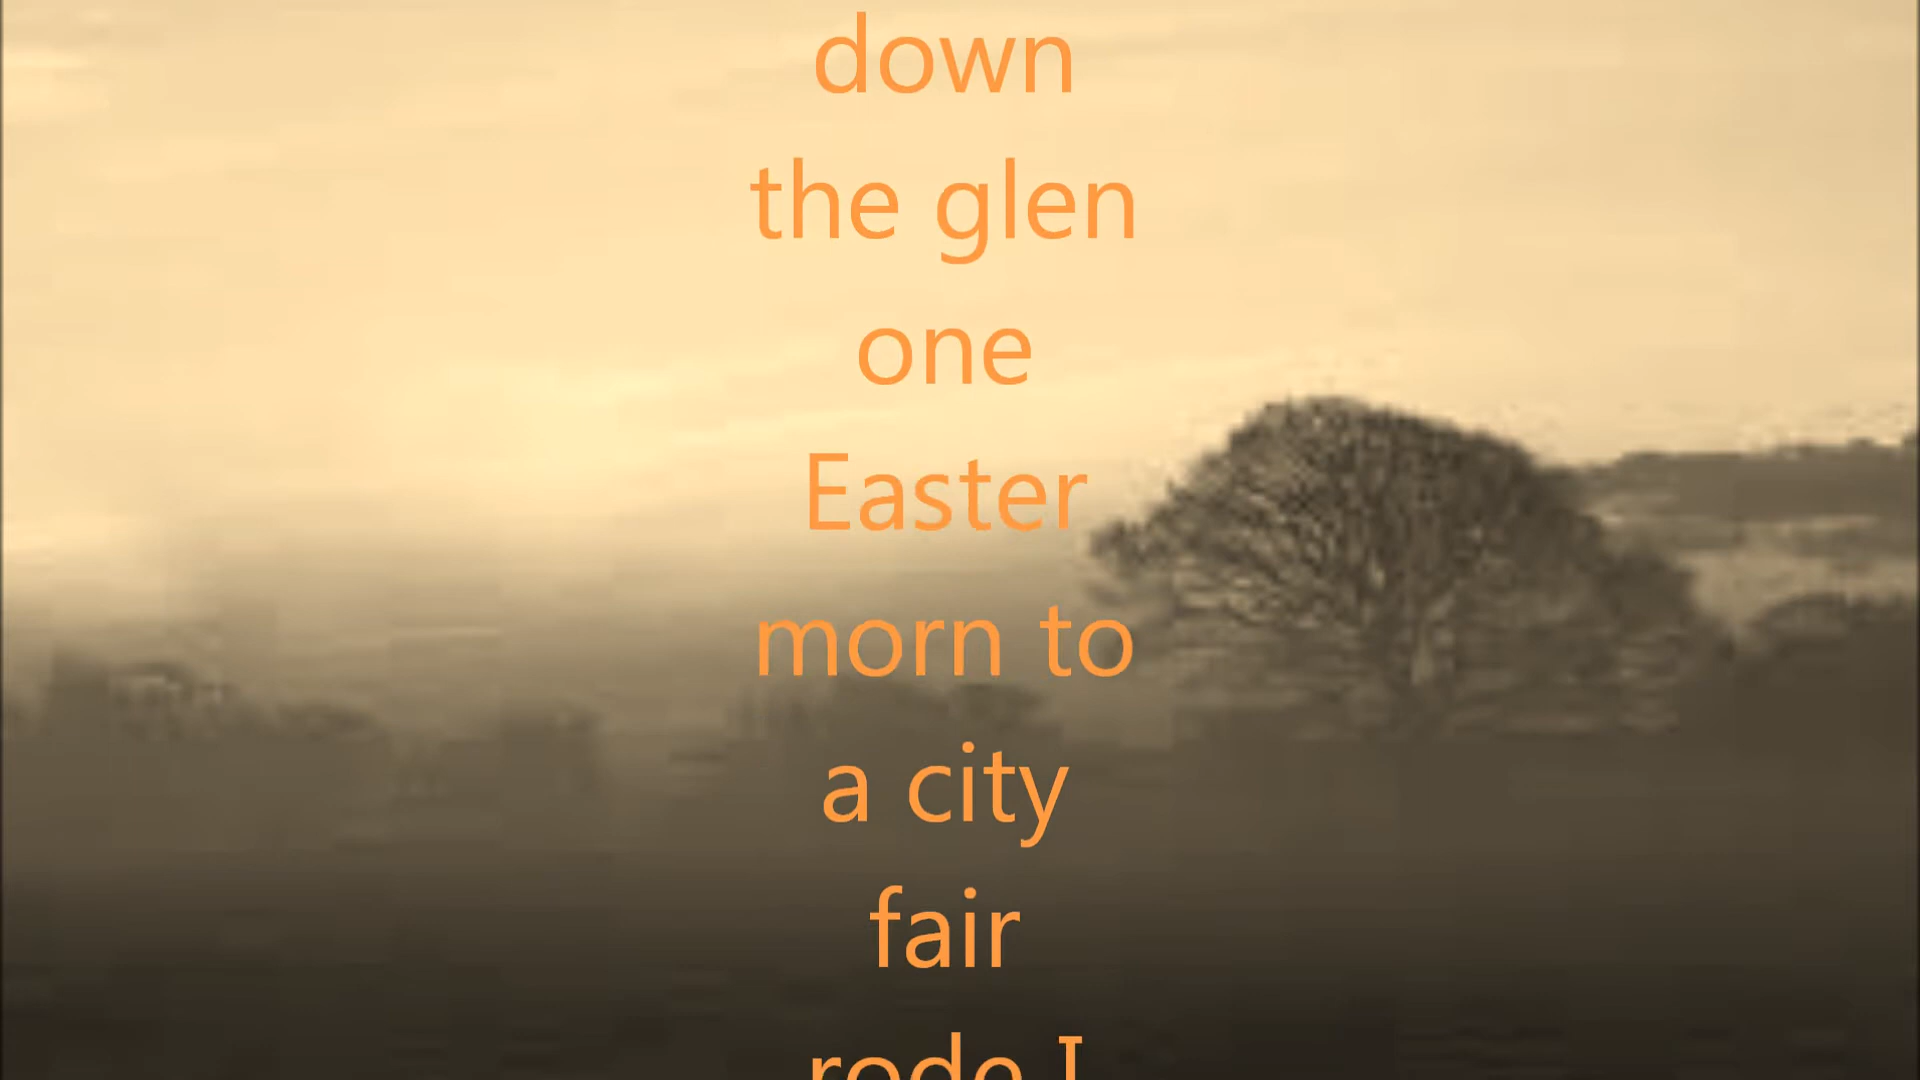 down
the glen
one
Easter
morn to
a city
fair
rode I